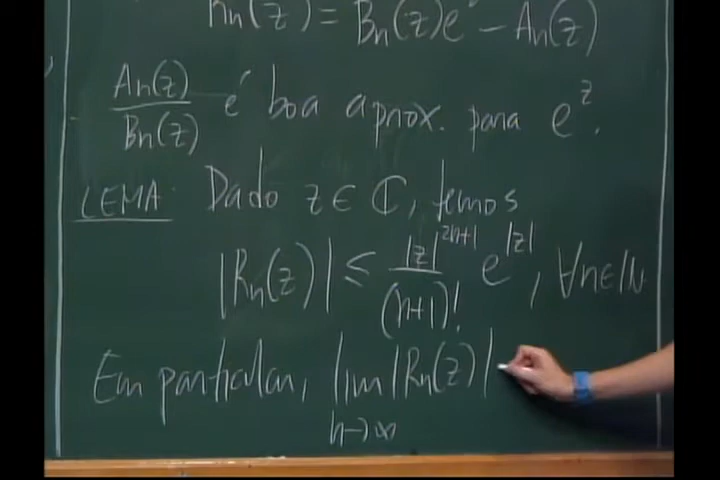 Rn(z) = Bn(z)e^z − An(z)
An(z)/Bn(z) é boa aprox. para e^z.
LEMA: Dado z ∈ ℂ, temos
|Rn(z)| ≤ |z|^{2n+1}/(n+1)! e^{|z|}, ∀n∈ℕ
Em particular, lim_{n→∞} |Rn(z)|